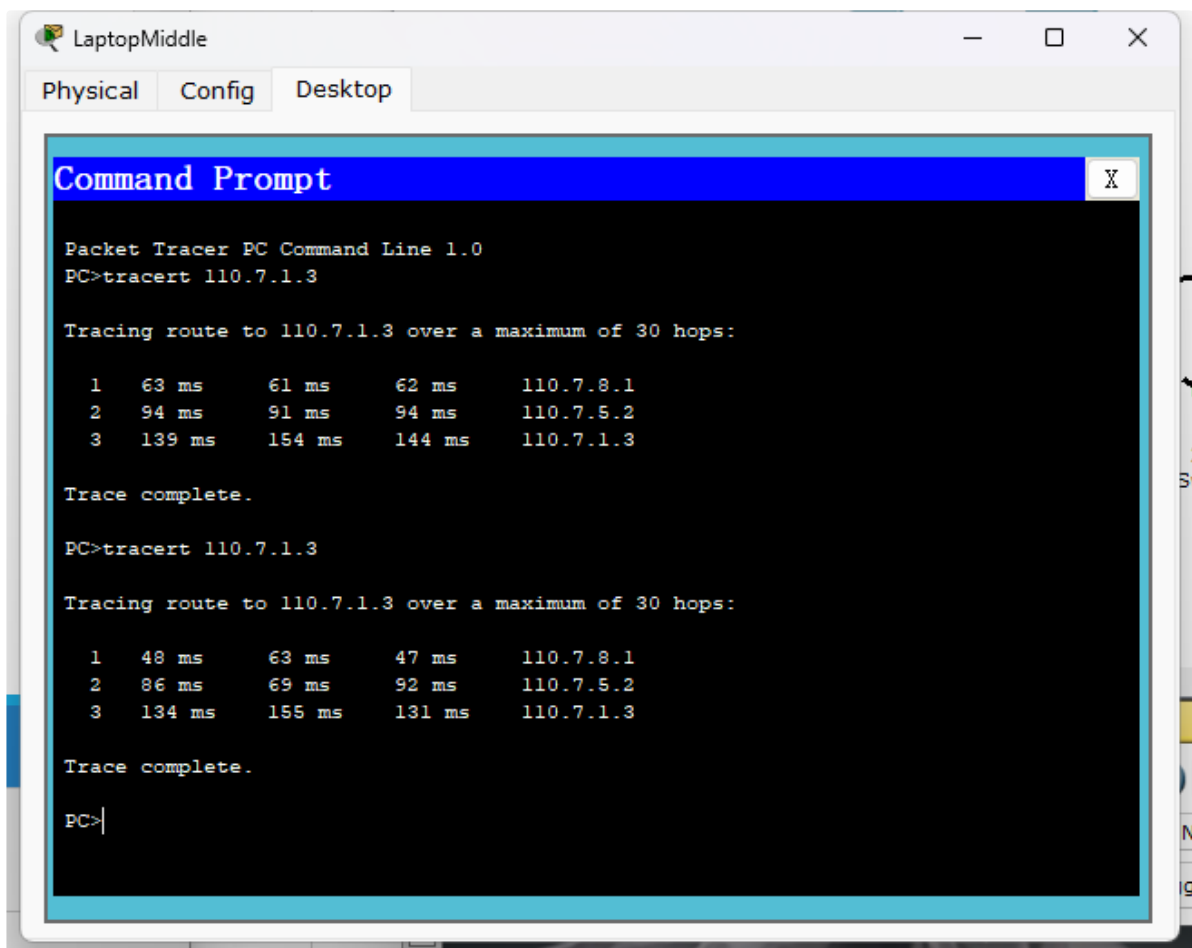 LaptopMiddle
Physical Config Desktop
Command Prompt X
Packet Tracer PC Command Line 1.0
PC>tracert 110.7.1.3
Tracing route to 110.7.1.3 over a maximum of 30 hops:
1 63 ms 61 ms 62 ms 110.7.8.1
2 94 ms 91 ms 94 ms 110.7.5.2
3 139 ms 154 ms 144 ms 110.7.1.3
Trace complete.
PC>tracert 110.7.1.3
Tracing route to 110.7.1.3 over a maximum of 30 hops:
1 48 ms 63 ms 47 ms 110.7.8.1
2 86 ms 69 ms 92 ms 110.7.5.2
3 134 ms 155 ms 131 ms 110.7.1.3
Trace complete.
PC>